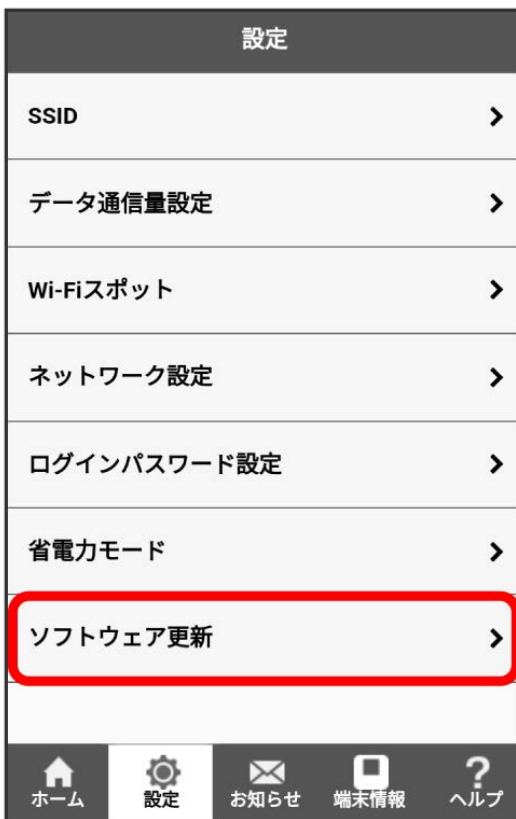 設定
SSID
データ通信量設定
Wi-Fiスポット
ネットワーク設定
ログインパスワード設定
省電力モード
ソフトウェア更新
ホーム
設定
お知らせ
端末情報
ヘルプ